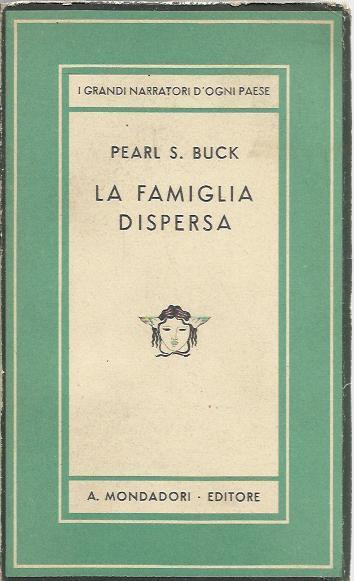 I GRANDI NARRATORI D'OGNI PAESE
PEARL S. BUCK
LA FAMIGLIA
DISPERSA
A. MONDADORI · EDITORE